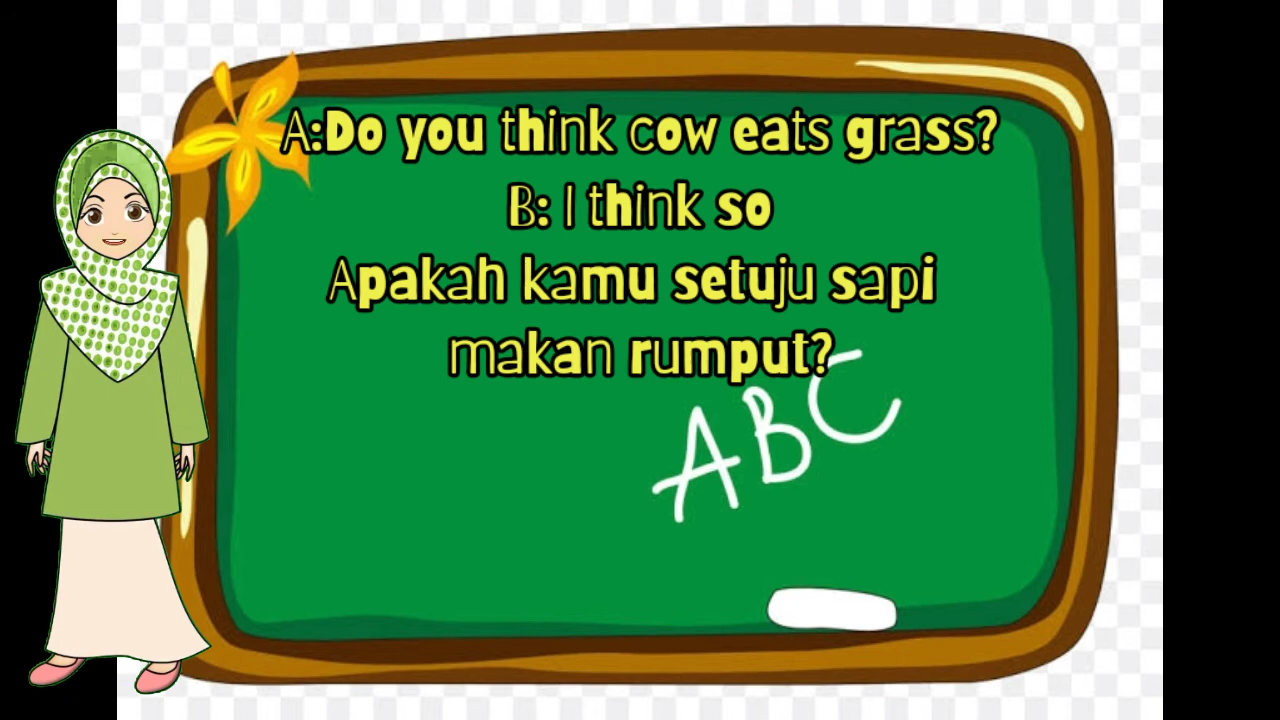 A:Do you think cow eats grass?
B: I think so
Apakah kamu setuju sapi
makan rumput?
ABC